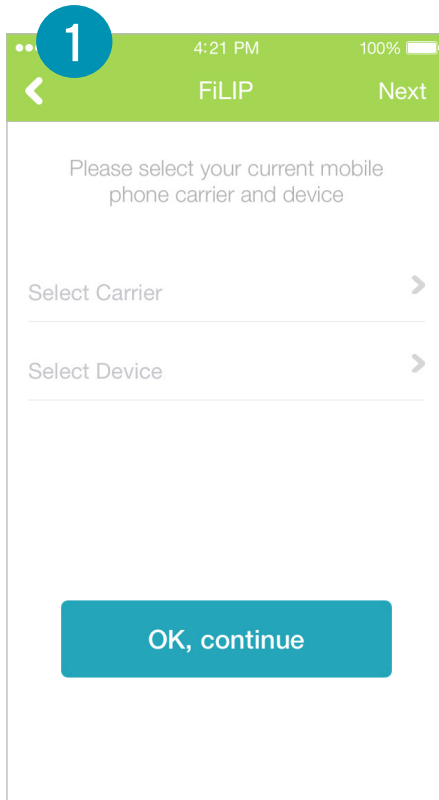 1
4:21 PM 100%
FiLIP Next
Please select your current mobile
phone carrier and device
Select Carrier
Select Device
OK, continue